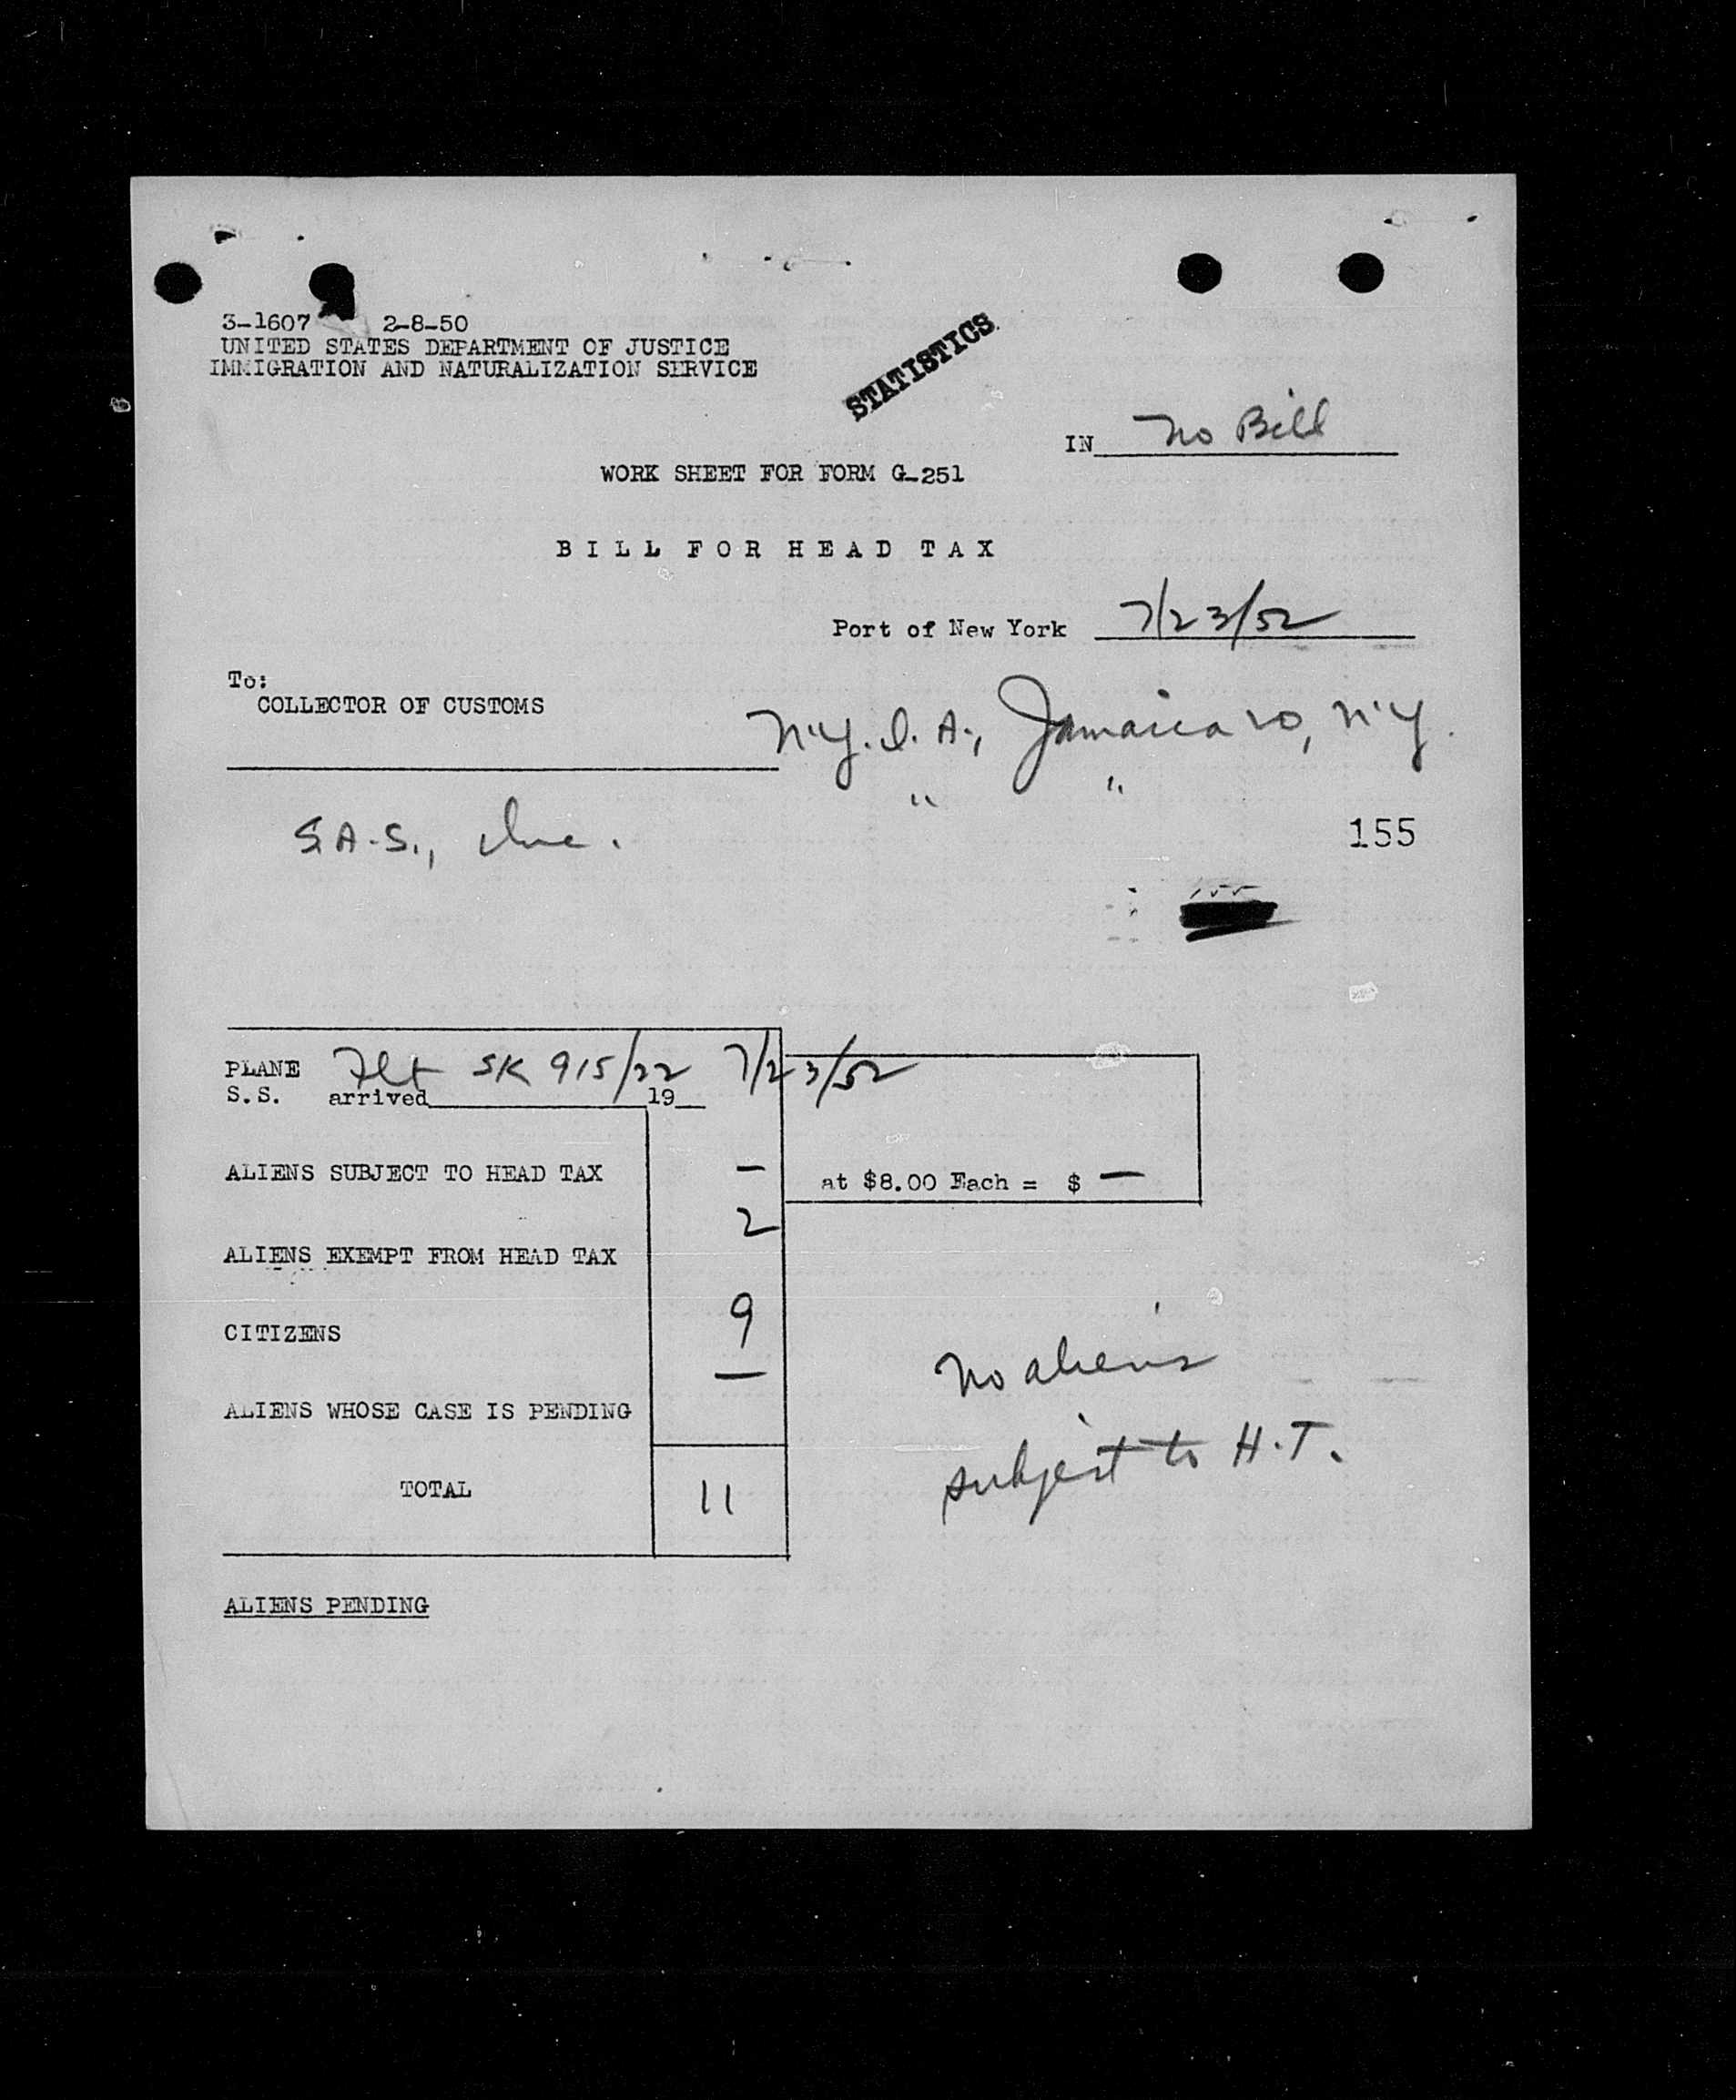 3-1607 2-8-50
UNITED STATES DEPARTMENT OF JUSTICE
IMMIGRATION AND NATURALIZATION SERVICE
STATISTICS
IN No Bill
WORK SHEET FOR FORM G-251
BILL FOR HEAD TAX
Port of New York 7/23/52
To:
COLLECTOR OF CUSTOMS
N.Y.I.A., Jamaica 20, N.Y.
" "
S.A.S., Inc.
155
155
PLANE Flt SK 915/22 7/23/52
S.S. arrived 19
ALIENS SUBJECT TO HEAD TAX —
at $8.00 Each = $ —
2
ALIENS EXEMPT FROM HEAD TAX
CITIZENS 9
—
ALIENS WHOSE CASE IS PENDING
No aliens
subject to H.T.
TOTAL 11
ALIENS PENDING